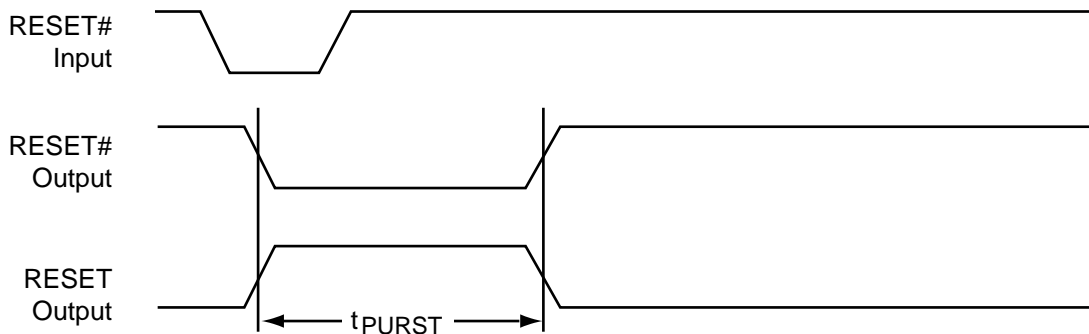 RESET#
Input
RESET#
Output
RESET
Output
tPURST